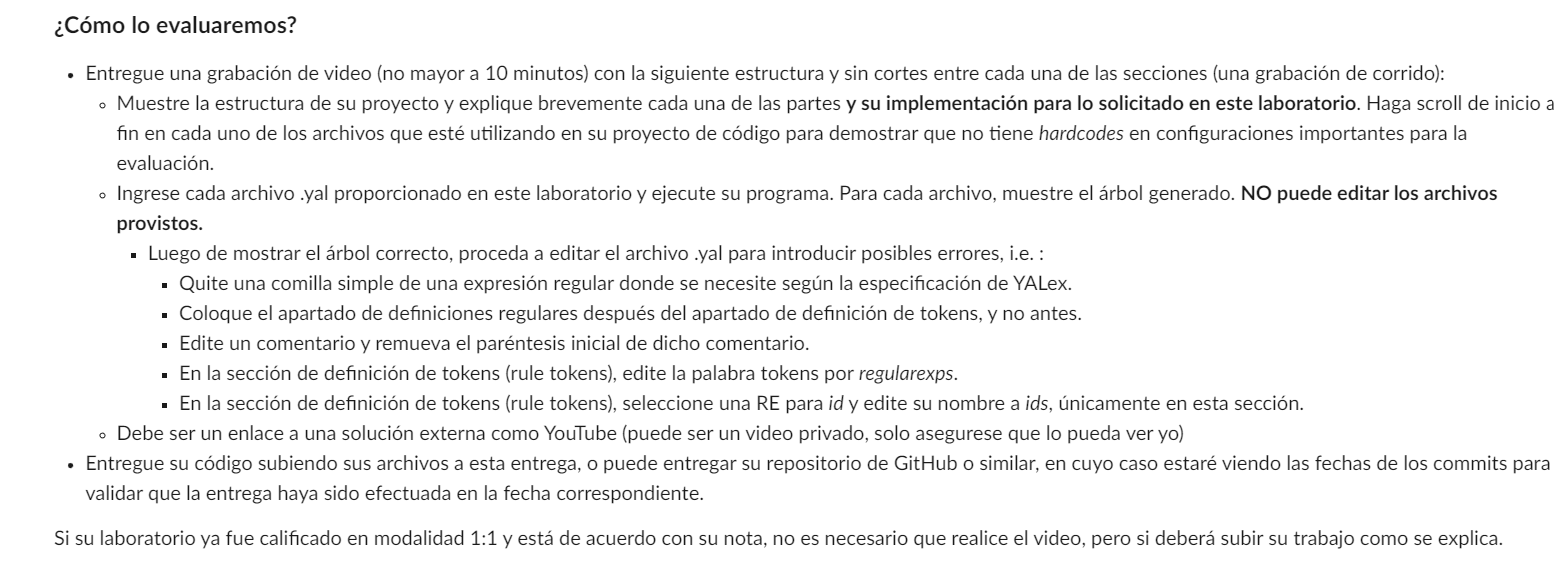 ¿Cómo lo evaluaremos?
• Entregue una grabación de video (no mayor a 10 minutos) con la siguiente estructura y sin cortes entre cada una de las secciones (una grabación de corrido):
◦ Muestre la estructura de su proyecto y explique brevemente cada una de las partes y su implementación para lo solicitado en este laboratorio. Haga scroll de inicio a
fin en cada uno de los archivos que esté utilizando en su proyecto de código para demostrar que no tiene hardcodes en configuraciones importantes para la
evaluación.
◦ Ingrese cada archivo .yal proporcionado en este laboratorio y ejecute su programa. Para cada archivo, muestre el árbol generado. NO puede editar los archivos
provistos.
▪ Luego de mostrar el árbol correcto, proceda a editar el archivo .yal para introducir posibles errores, i.e. :
▪ Quite una comilla simple de una expresión regular donde se necesite según la especificación de YALex.
▪ Coloque el apartado de definiciones regulares después del apartado de definición de tokens, y no antes.
▪ Edite un comentario y remueva el paréntesis inicial de dicho comentario.
▪ En la sección de definición de tokens (rule tokens), edite la palabra tokens por regularexps.
▪ En la sección de definición de tokens (rule tokens), seleccione una RE para id y edite su nombre a ids, únicamente en esta sección.
◦ Debe ser un enlace a una solución externa como YouTube (puede ser un video privado, solo asegurese que lo pueda ver yo)
• Entregue su código subiendo sus archivos a esta entrega, o puede entregar su repositorio de GitHub o similar, en cuyo caso estaré viendo las fechas de los commits para
validar que la entrega haya sido efectuada en la fecha correspondiente.
Si su laboratorio ya fue calificado en modalidad 1:1 y está de acuerdo con su nota, no es necesario que realice el video, pero si deberá subir su trabajo como se explica.